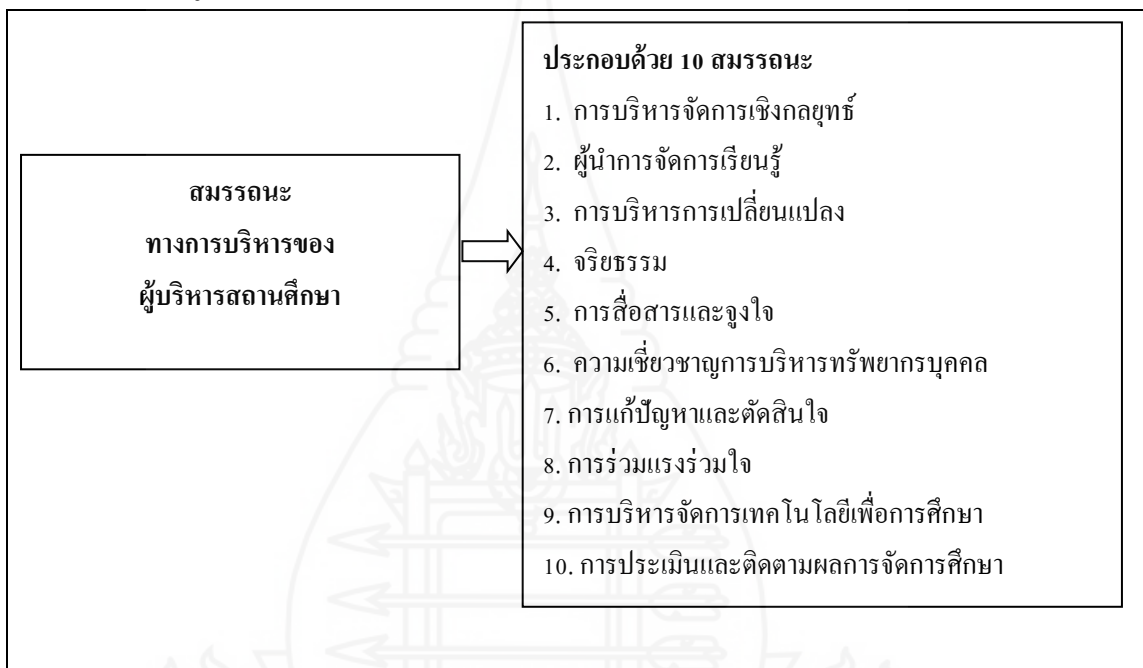 สมรรถนะ
ทางการบริหารของ
ผู้บริหารสถานศึกษา
ประกอบด้วย 10 สมรรถนะ
1. การบริหารจัดการเชิงกลยุทธ์
2. ผู้นำการจัดการเรียนรู้
3. การบริหารการเปลี่ยนแปลง
4. จริยธรรม
5. การสื่อสารและจูงใจ
6. ความเชี่ยวชาญการบริหารทรัพยากรบุคคล
7. การแก้ปัญหาและตัดสินใจ
8. การร่วมแรงร่วมใจ
9. การบริหารจัดการเทคโนโลยีเพื่อการศึกษา
10. การประเมินและติดตามผลการจัดการศึกษา